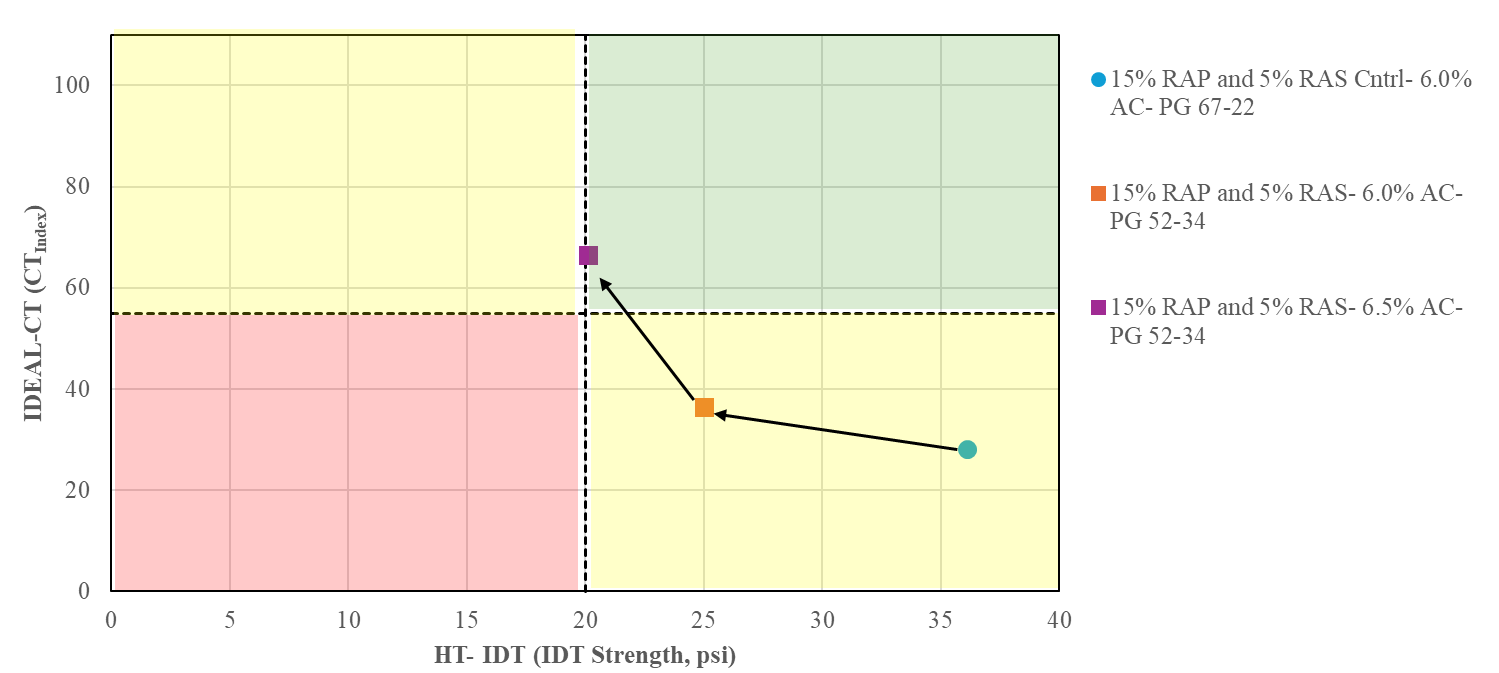 100
80
60
40
20
0
0 5 10 15 20 25 30 35 40
IDEAL-CT (CTIndex)
HT- IDT (IDT Strength, psi)
15% RAP and 5% RAS Cntrl- 6.0%
AC- PG 67-22
15% RAP and 5% RAS- 6.0% AC-
PG 52-34
15% RAP and 5% RAS- 6.5% AC-
PG 52-34